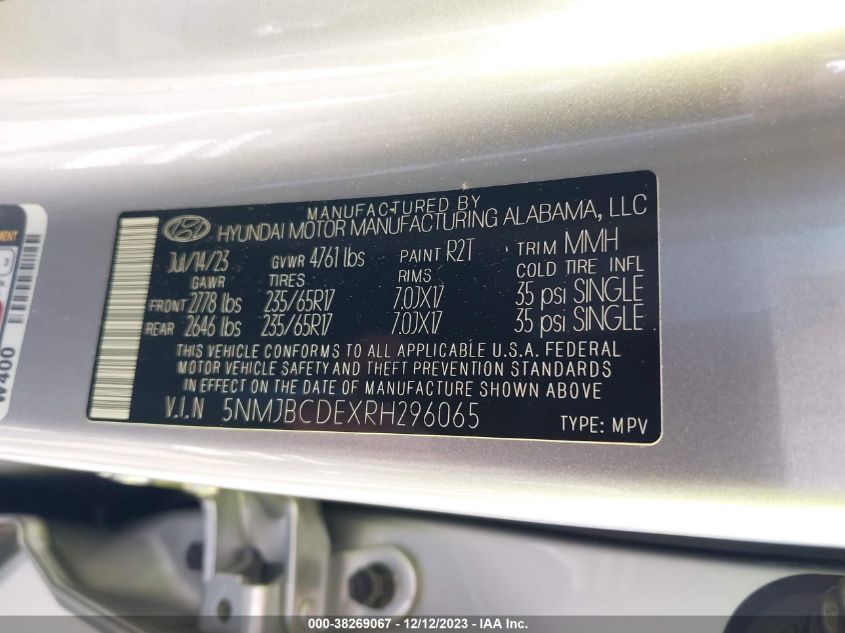 MANUFACTURED BY
HYUNDAI MOTOR MANUFACTURING ALABAMA, LLC
Jul/14/23 GVWR 4761 lbs PAINT R2T TRIM MMH
GAWR TIRES RIMS COLD TIRE INFL
FRONT 2778 lbs 235/65R17 7.0JX17 35 psi SINGLE
REAR 2646 lbs 235/65R17 7.0JX17 35 psi SINGLE
THIS VEHICLE CONFORMS TO ALL APPLICABLE U.S.A. FEDERAL
MOTOR VEHICLE SAFETY AND THEFT PREVENTION STANDARDS
IN EFFECT ON THE DATE OF MANUFACTURE SHOWN ABOVE
V.I.N 5NMJBCDEXRH296065 TYPE: MPV
W400
000-38269067 - 12/12/2023 - IAA Inc.